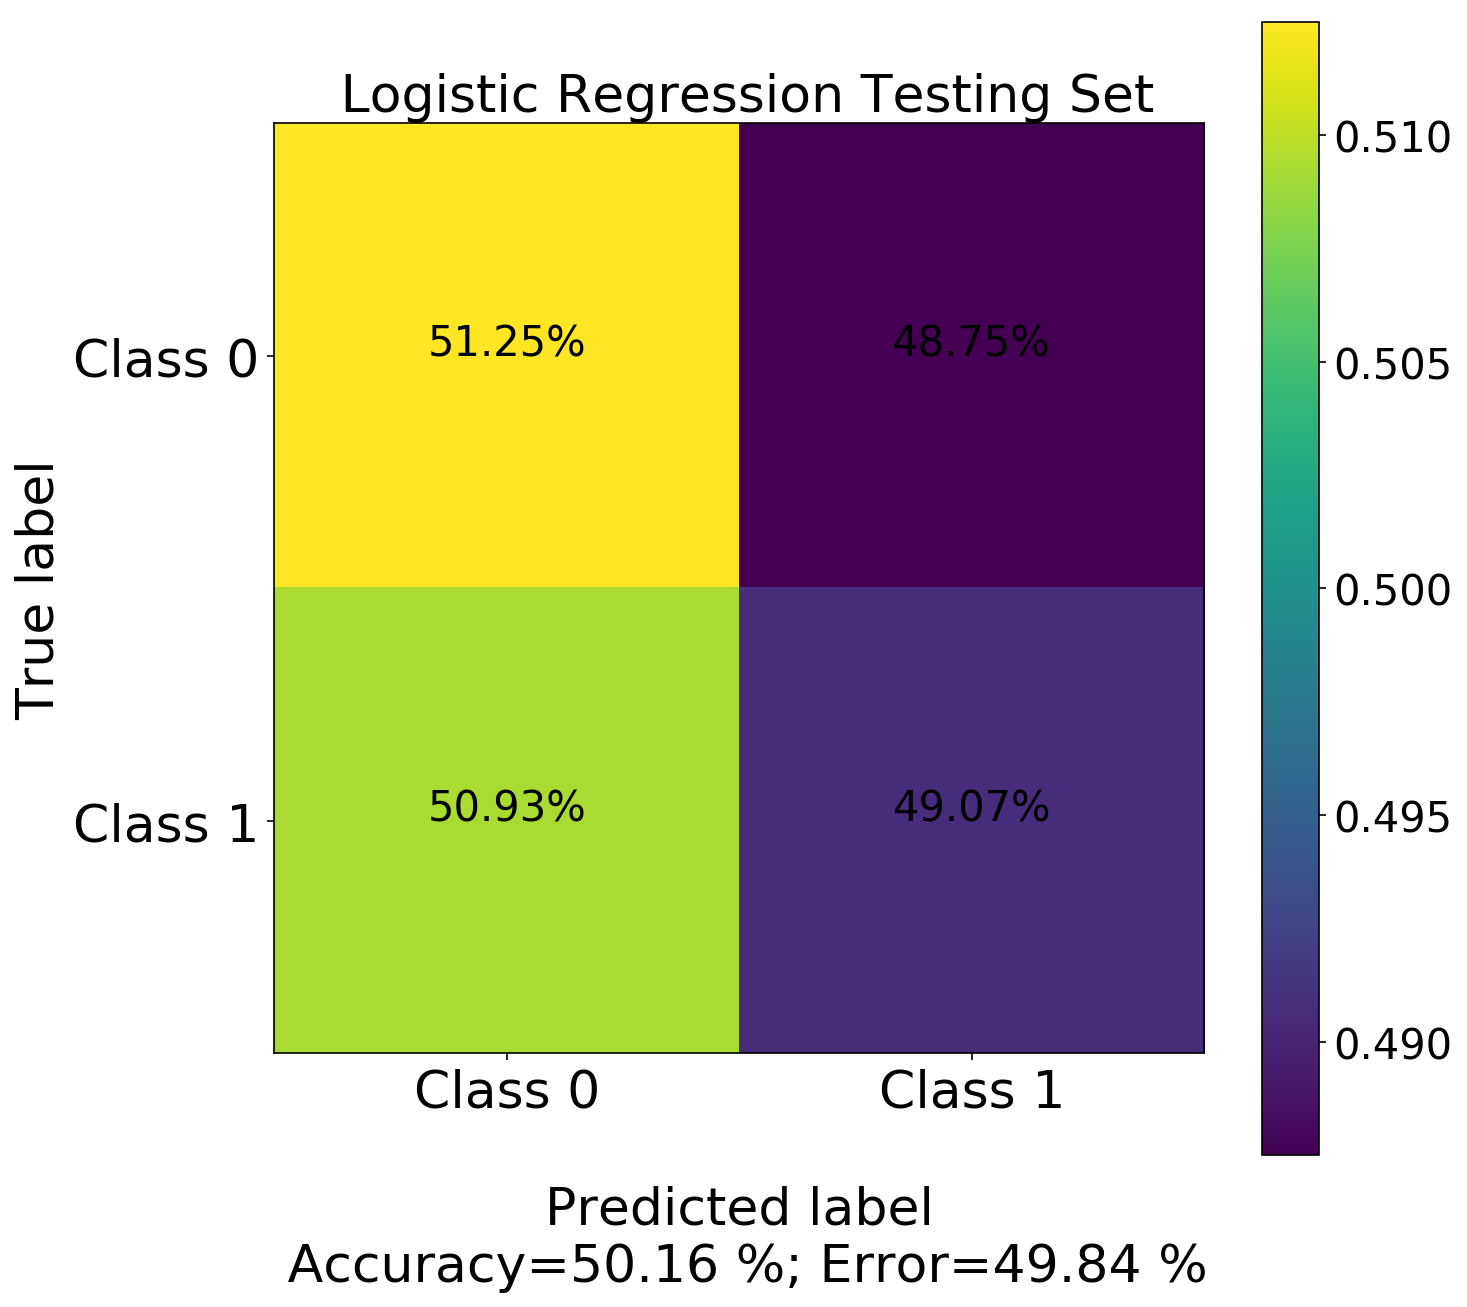 Logistic Regression Testing Set
True label
Class 0
51.25%
48.75%
Class 1
50.93%
49.07%
Class 0
Class 1
Predicted label
Accuracy=50.16 %; Error=49.84 %
0.510
0.505
0.500
0.495
0.490